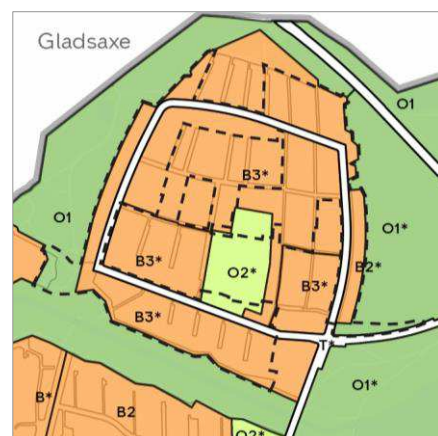 Gladsaxe
O1
B3*
O1
O1*
B3*
O2*
B3*
B2*
B3*
T*
O1*
B*
B2
O2*